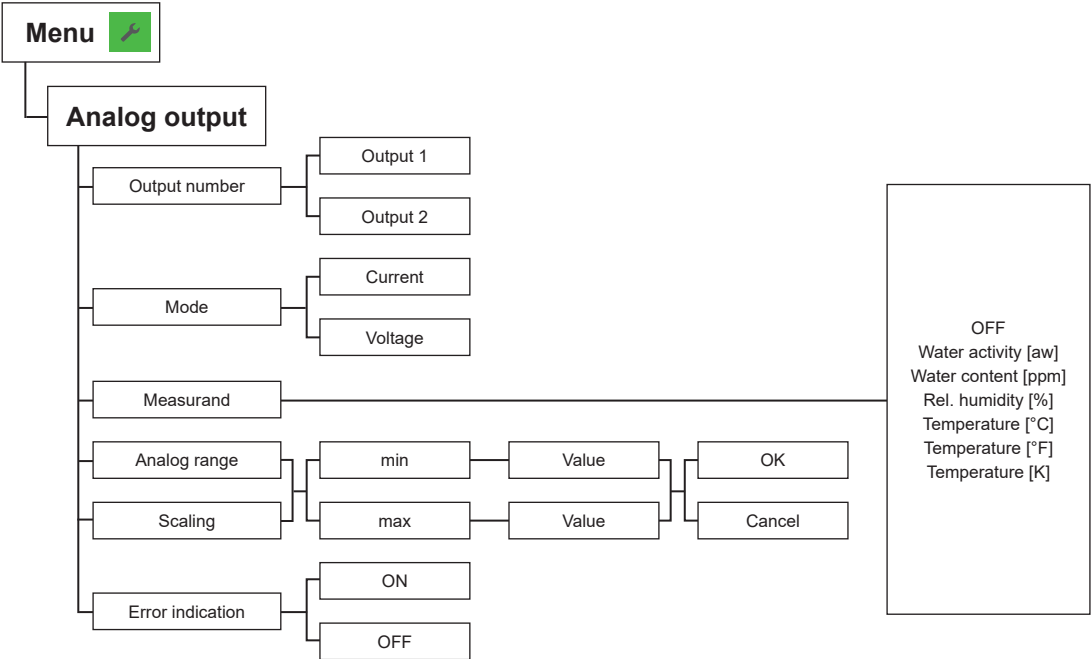 Menu
Analog output
Output number
Output 1
Output 2
Mode
Current
Voltage
Measurand
OFF
Water activity [aw]
Water content [ppm]
Rel. humidity [%]
Temperature [°C]
Temperature [°F]
Temperature [K]
Analog range
min
Value
OK
Scaling
max
Value
Cancel
Error indication
ON
OFF